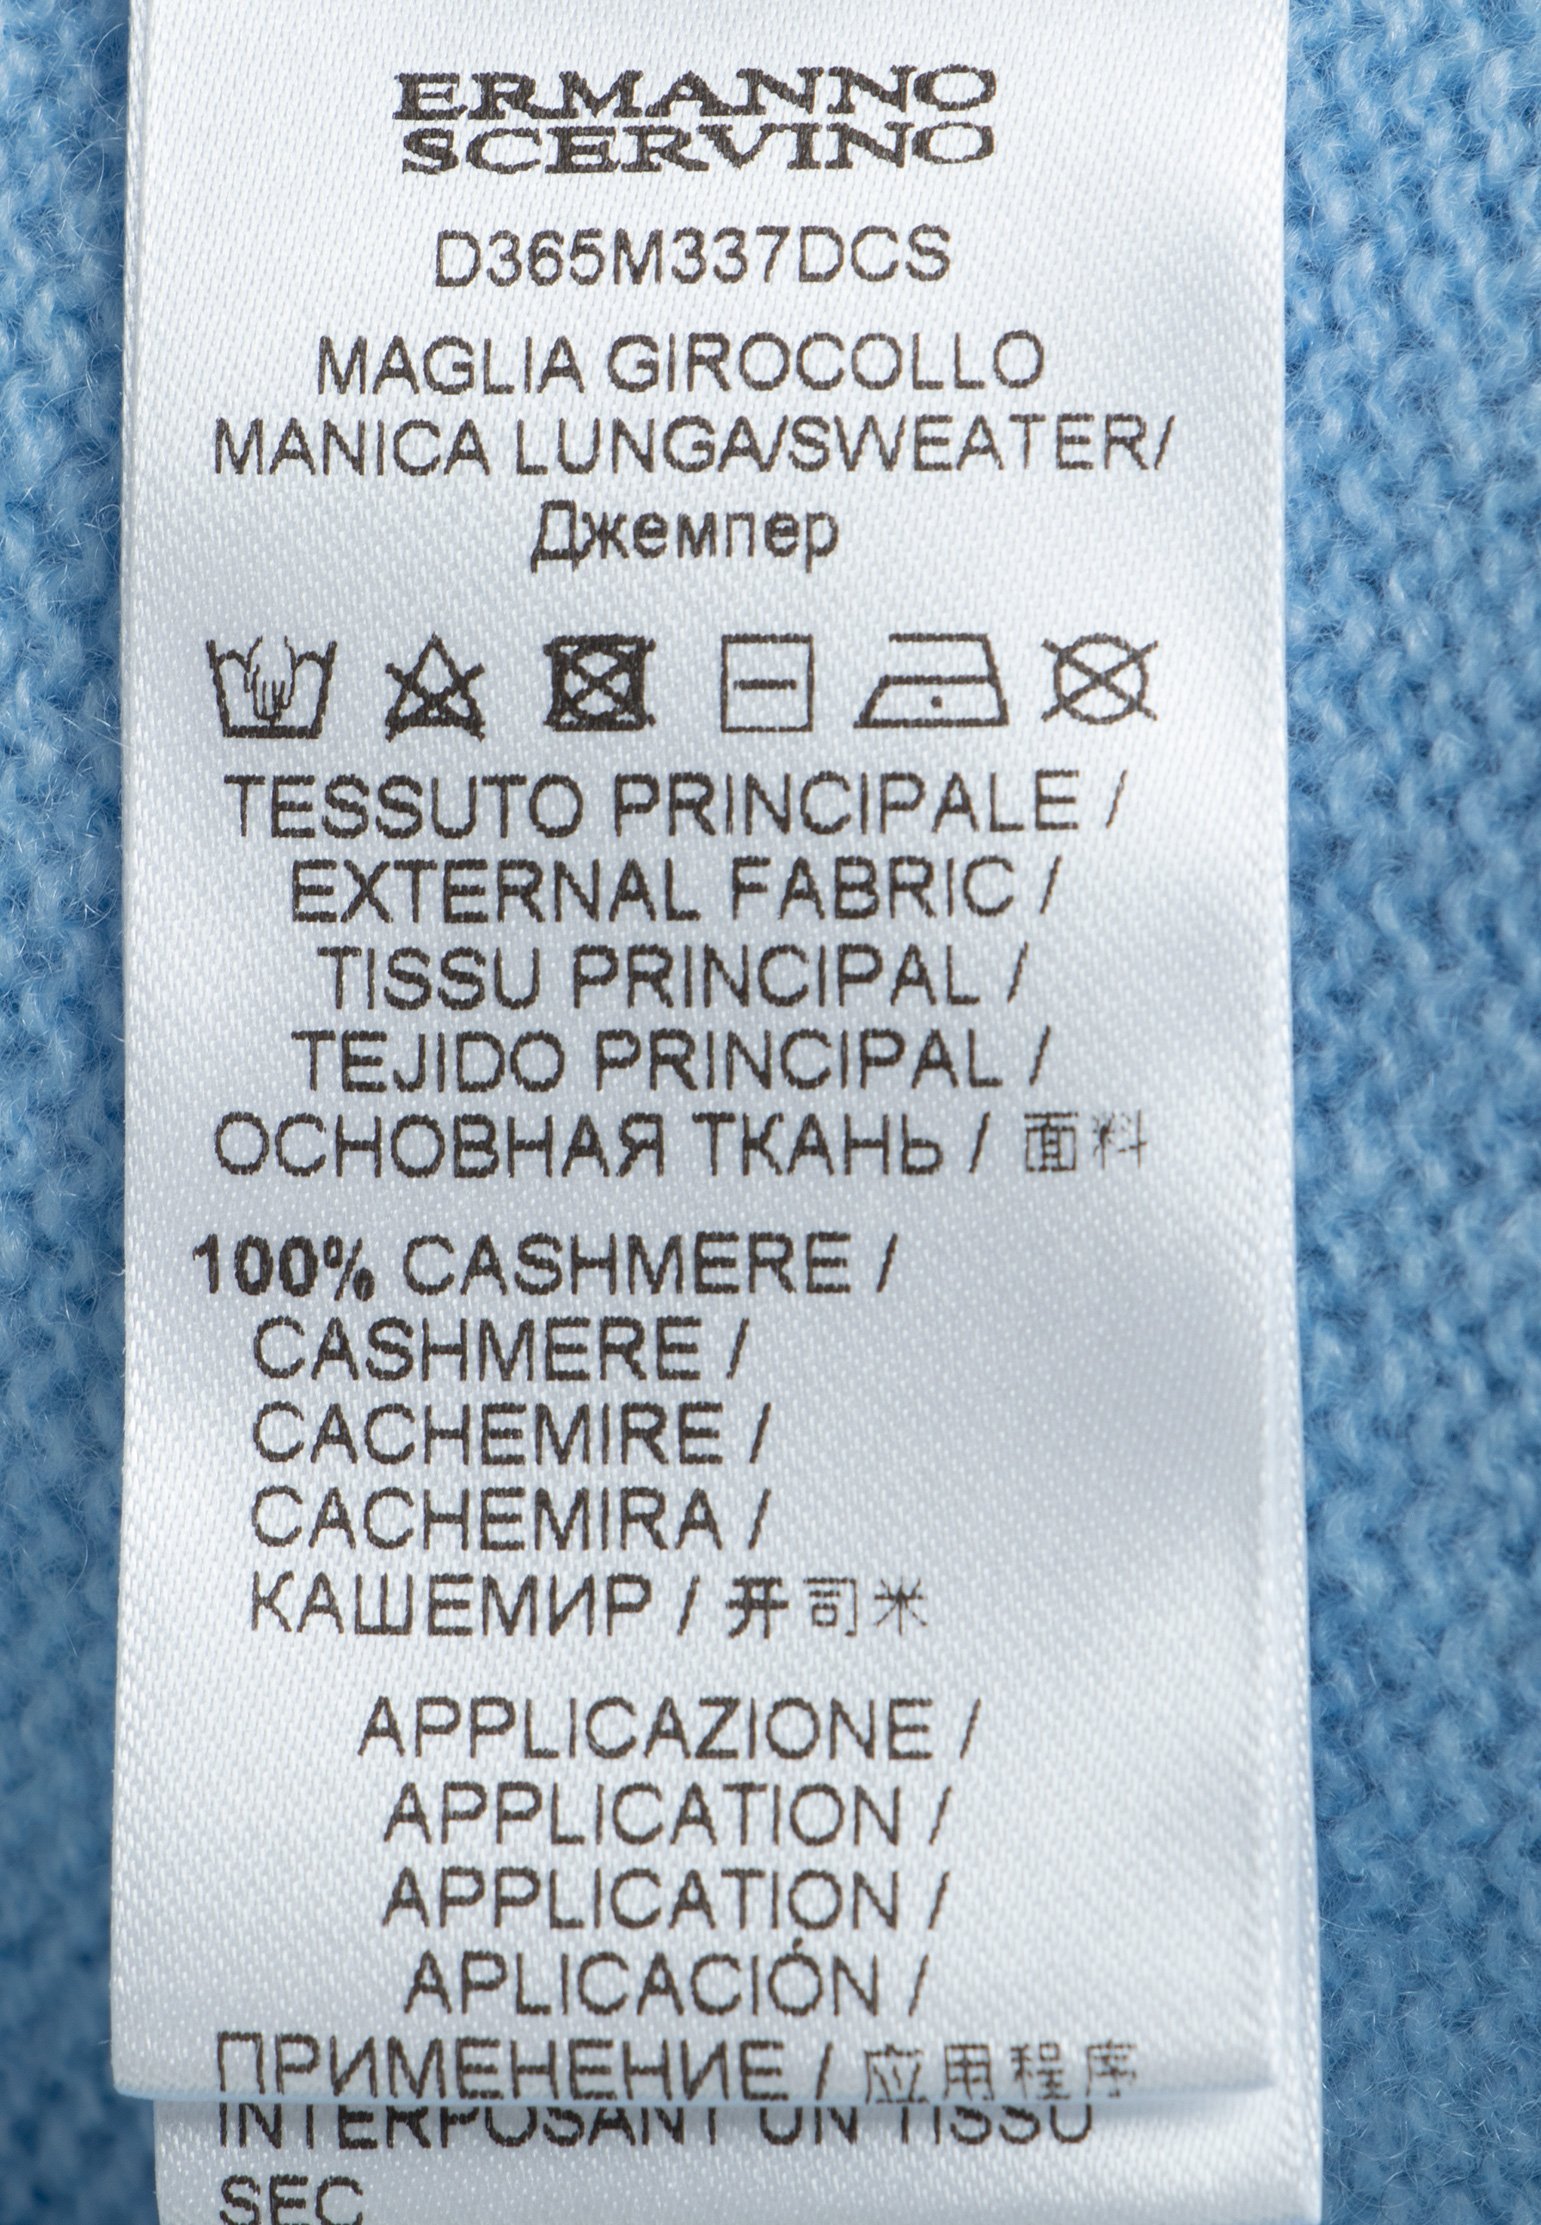 ERMANNO
SCERVINO
D365M337DCS
MAGLIA GIROCOLLO
MANICA LUNGA/SWEATER/
Джемпер
TESSUTO PRINCIPALE /
EXTERNAL FABRIC /
TISSU PRINCIPAL /
TEJIDO PRINCIPAL /
ОСНОВНАЯ ТКАНЬ / 面料
100% CASHMERE /
CASHMERE /
CACHEMIRE /
CACHEMIRA /
КАШЕМИР / 开司米
APPLICAZIONE /
APPLICATION /
APPLICATION /
APLICACIÓN /
ПРИМЕНЕНИЕ / 应用程序
INTERPOSANT UN TISSU
SEC